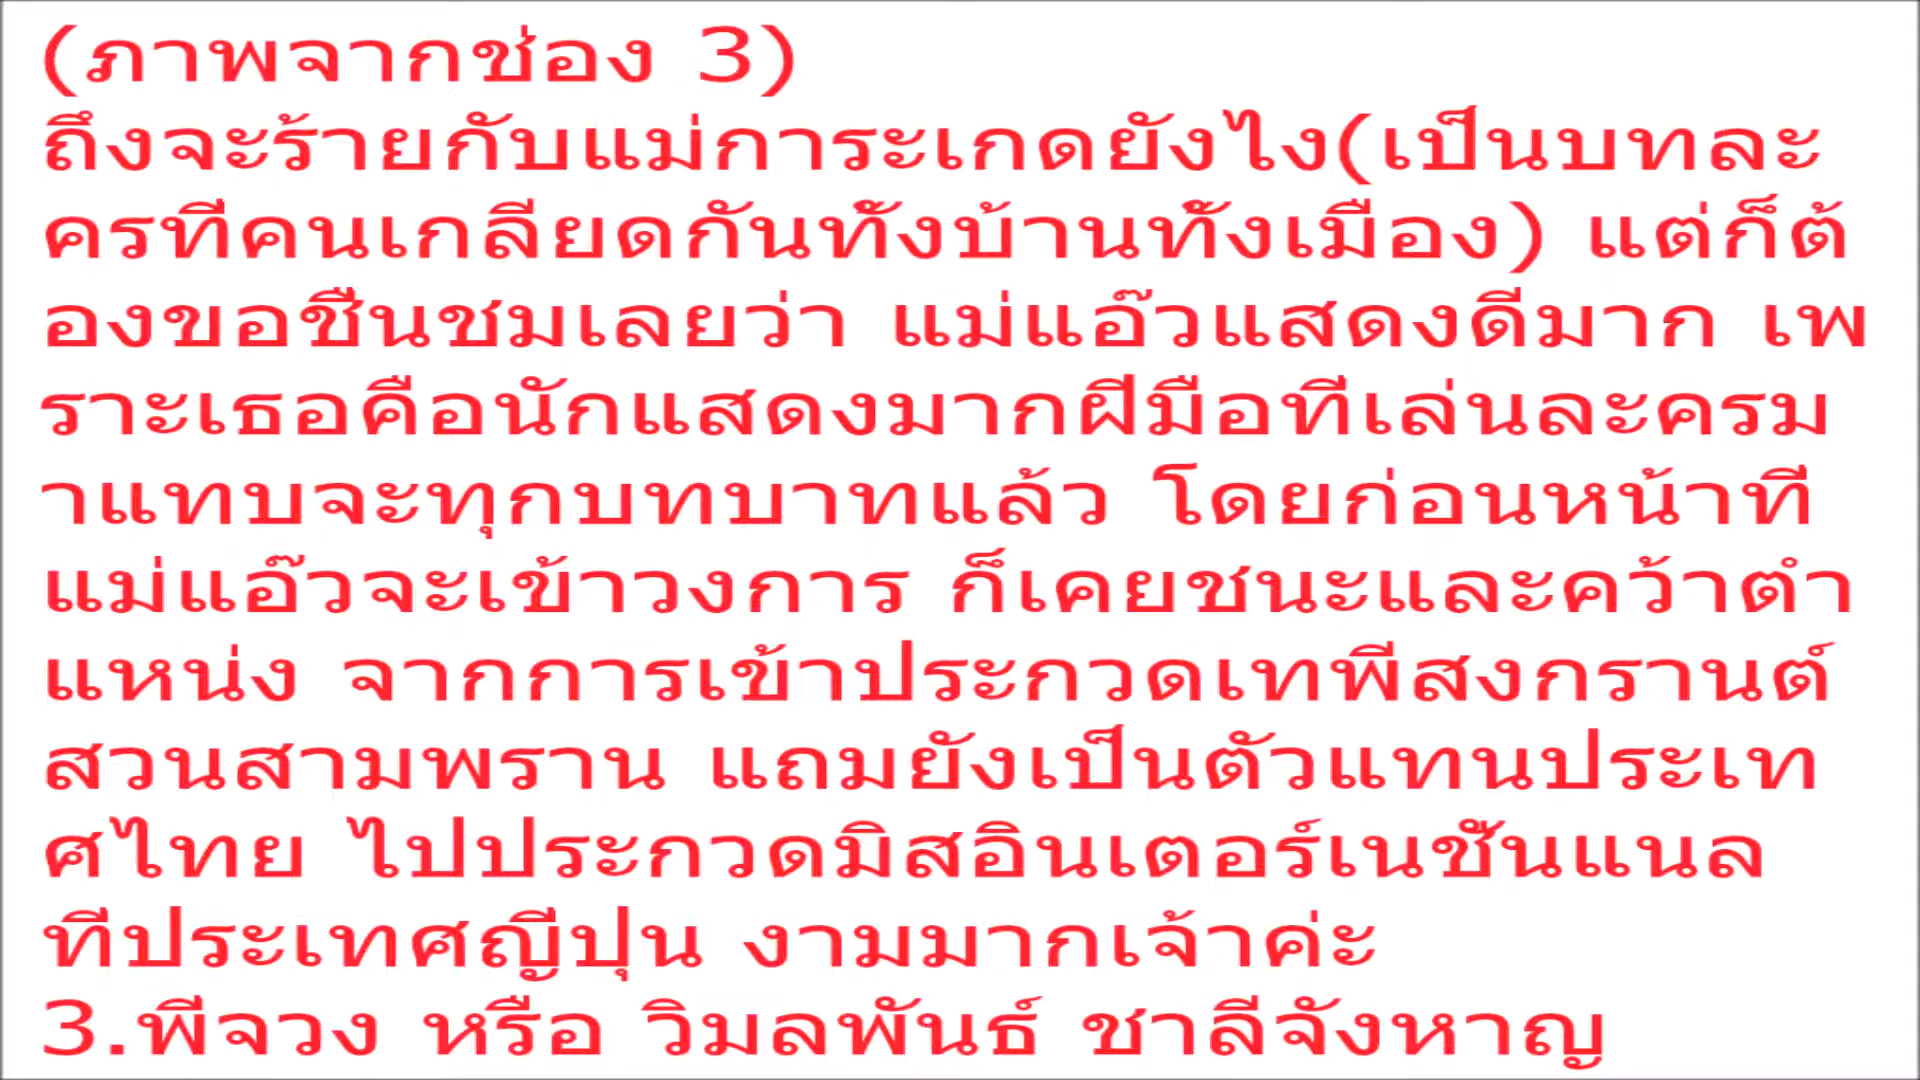 (ภาพจากช่อง 3)
ถึงจะร้ายกับแม่การะเกดยังไง(เป็นบทละ
ครที่คนเกลียดกันทั้งบ้านทั้งเมือง) แต่ก็ต้
องขอชื่นชมเลยว่า แม่แอ๊วแสดงดีมาก เพ
ราะเธอคือนักแสดงมากฝีมือที่เล่นละครม
าแทบจะทุกบทบาทแล้ว โดยก่อนหน้าที่
แม่แอ๊วจะเข้าวงการ ก็เคยชนะและคว้าตำ
แหน่ง จากการเข้าประกวดเทพีสงกรานต์
สวนสามพราน แถมยังเป็นตัวแทนประเท
ศไทย ไปประกวดมิสอินเตอร์เนชั่นแนล
ที่ประเทศญี่ปุ่น งามมากเจ้าค่ะ
3.พี่จวง หรือ วิมลพันธ์ ชาลีจังหาญ